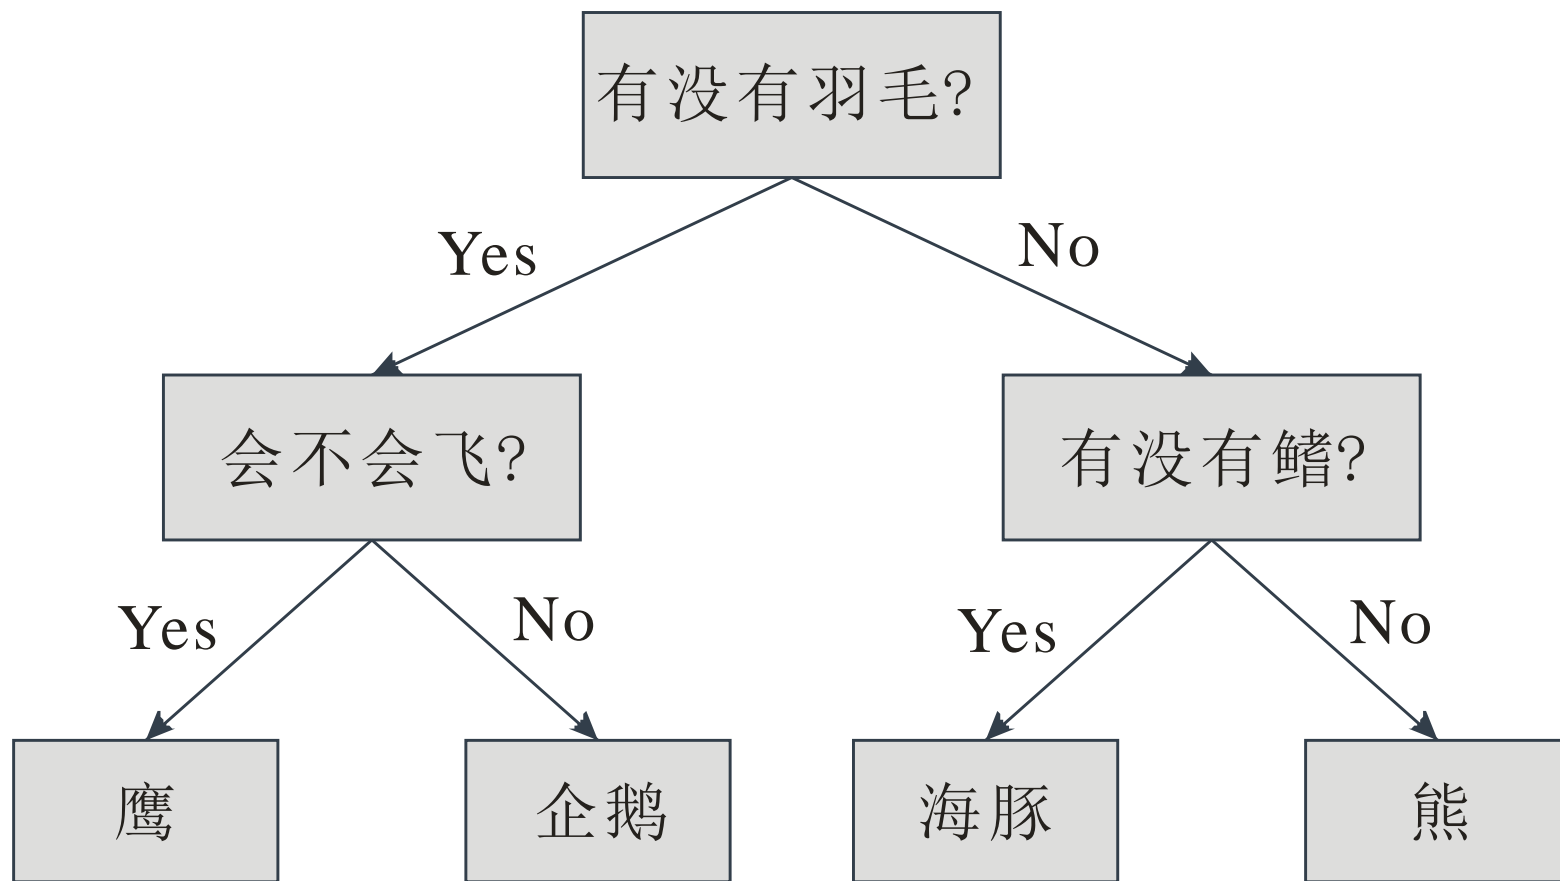 有没有羽毛?
Yes
No
会不会飞?
有没有鳍?
Yes
No
Yes
No
鹰
企鹅
海豚
熊